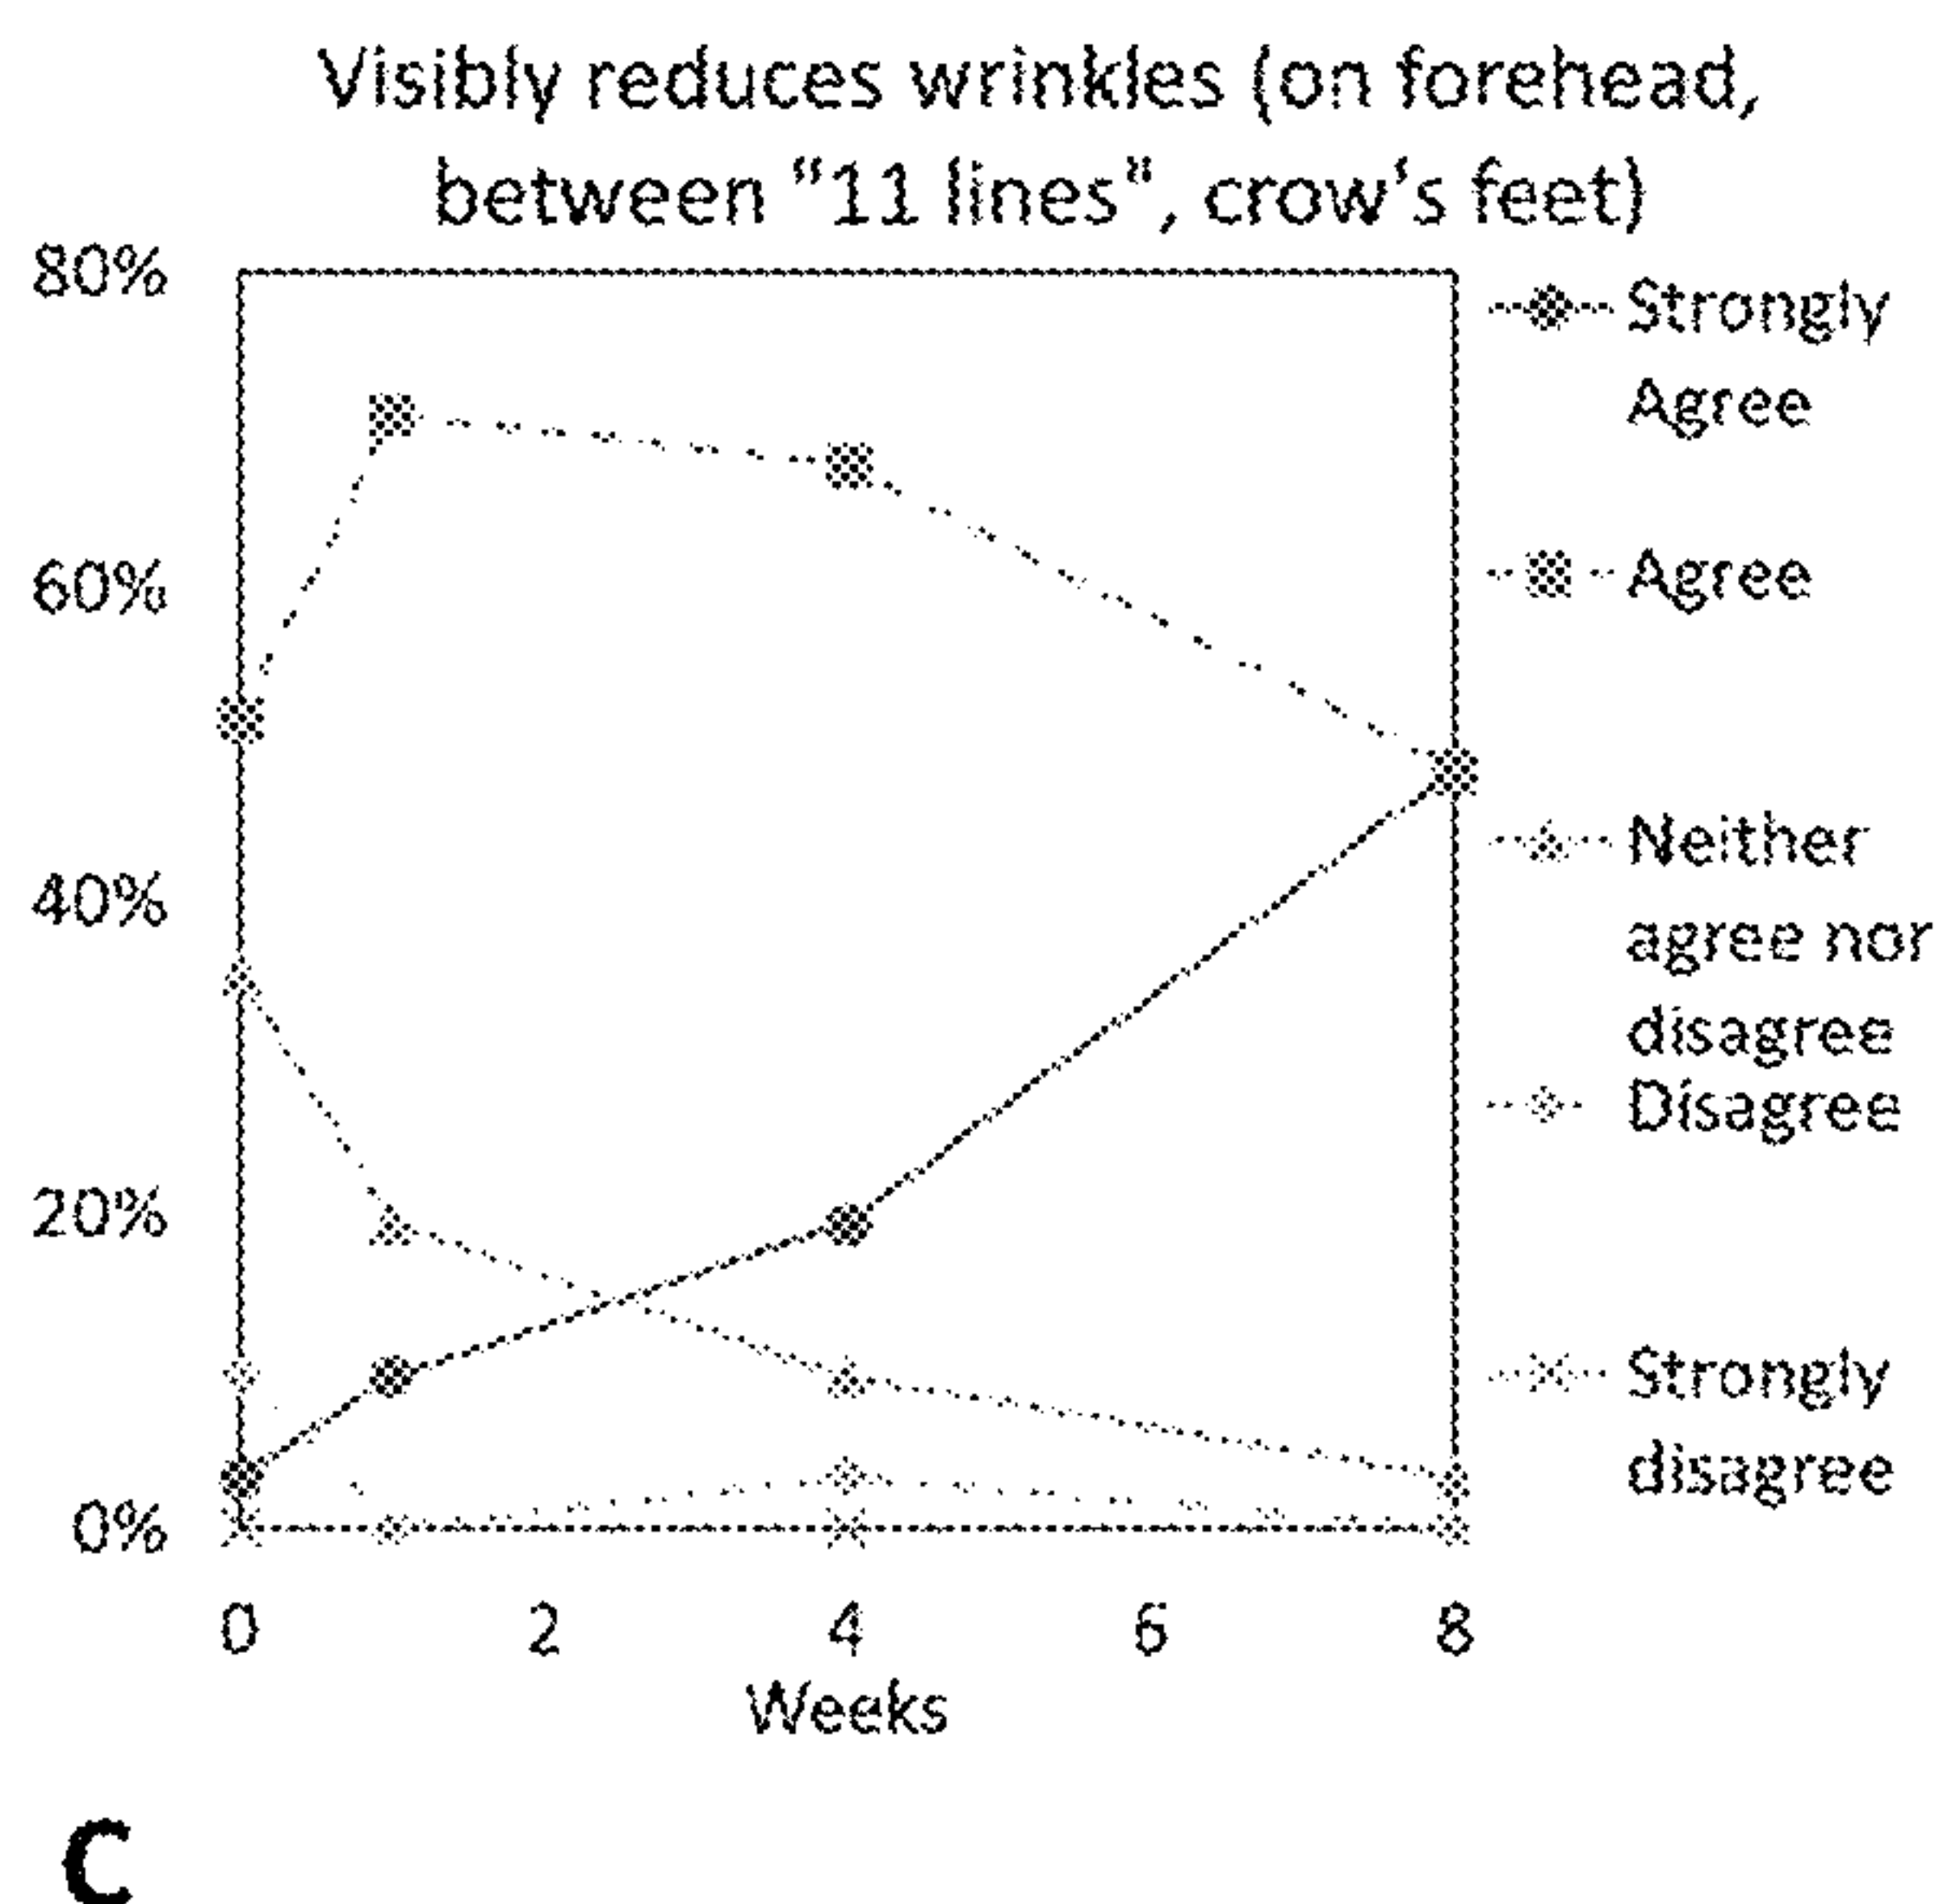 Visibly reduces wrinkles (on forehead,
between "11 lines", crow's feet)
80%
60%
40%
20%
0%
0 2 4 6 8
Weeks
Strongly
Agree
Agree
Neither
agree nor
disagree
Disagree
Strongly
disagree
C